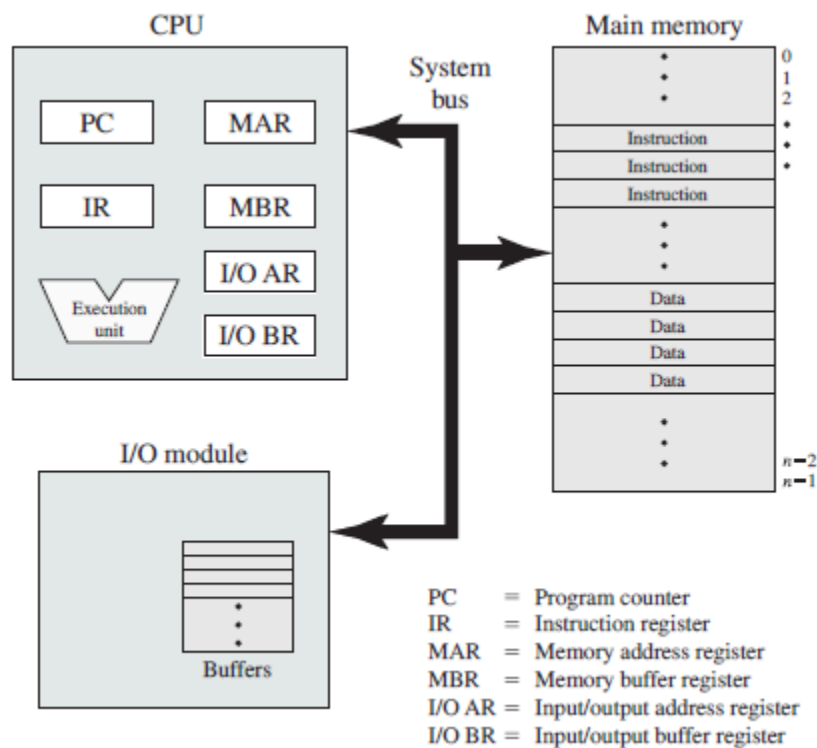 CPU
PC
MAR
IR
MBR
I/O AR
Execution
unit
I/O BR
System
bus
Main memory
0
1
2
Instruction
Instruction
Instruction
Data
Data
Data
Data
n−2
n−1
I/O module
Buffers
PC = Program counter
IR = Instruction register
MAR = Memory address register
MBR = Memory buffer register
I/O AR = Input/output address register
I/O BR = Input/output buffer register